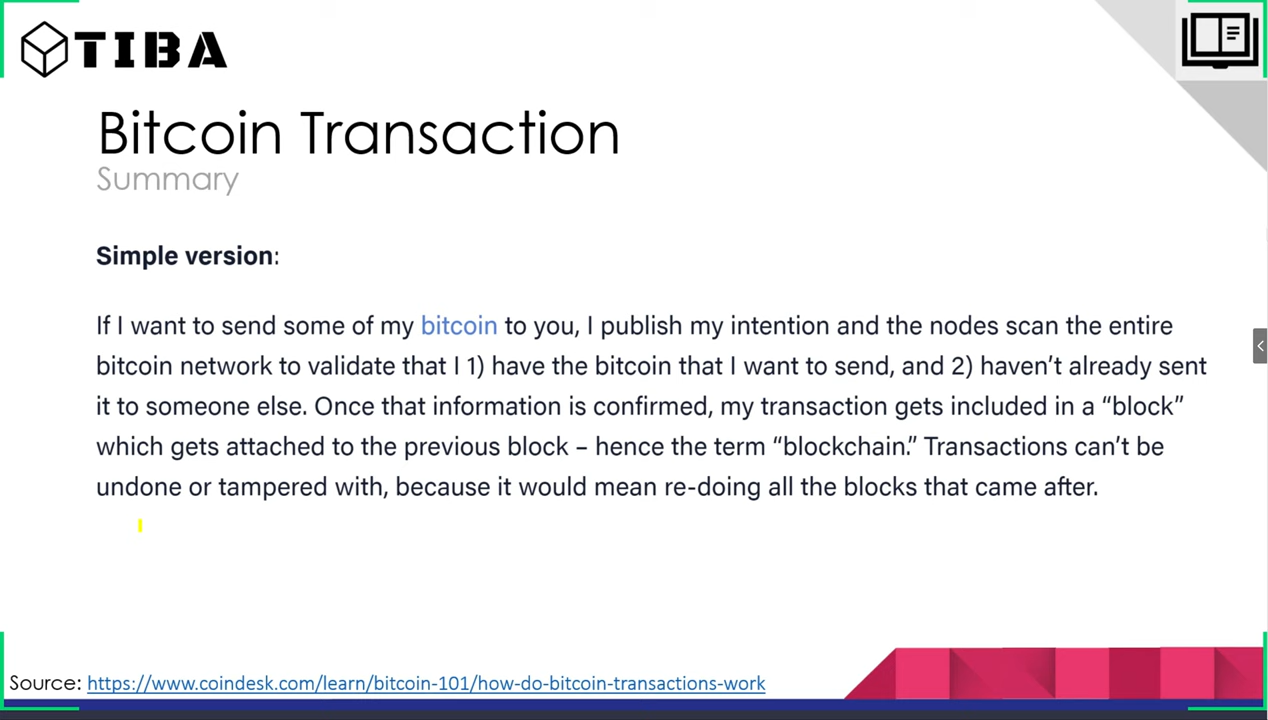 TIBA
Bitcoin Transaction
Summary
Simple version:
If I want to send some of my bitcoin to you, I publish my intention and the nodes scan the entire
bitcoin network to validate that I 1) have the bitcoin that I want to send, and 2) haven’t already sent
it to someone else. Once that information is confirmed, my transaction gets included in a “block”
which gets attached to the previous block – hence the term “blockchain.” Transactions can’t be
undone or tampered with, because it would mean re-doing all the blocks that came after.
Source: https://www.coindesk.com/learn/bitcoin-101/how-do-bitcoin-transactions-work